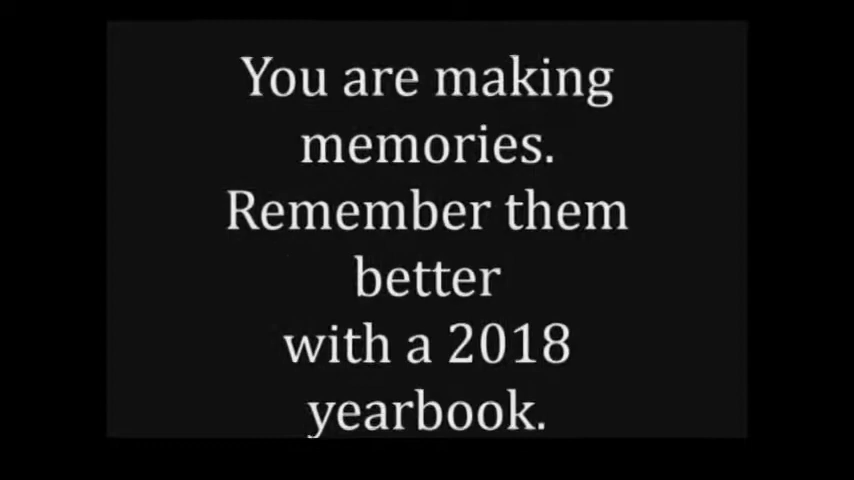 You are making
memories.
Remember them
better
with a 2018
yearbook.